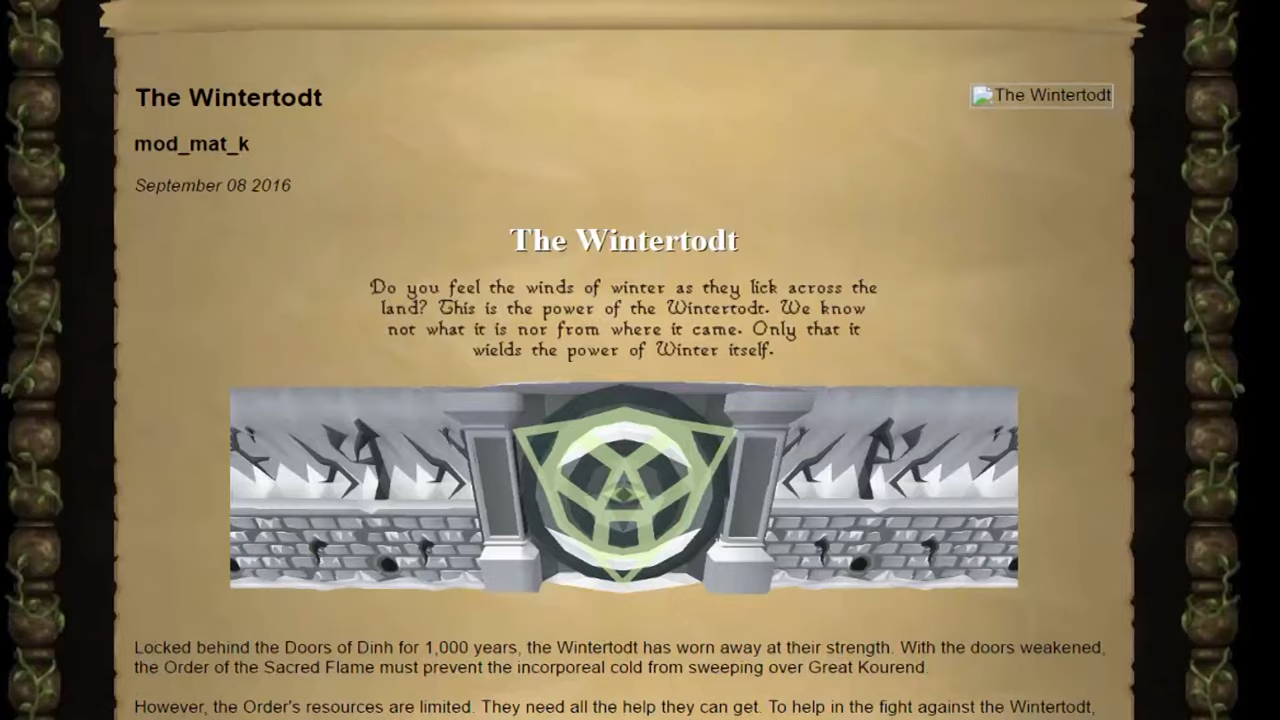 The Wintertodt
The Wintertodt
mod_mat_k
September 08 2016
The Wintertodt
Do you feel the winds of winter as they lick across the
land? This is the power of the Wintertodt. We know
not what it is nor from where it came. Only that it
wields the power of Winter itself.
Locked behind the Doors of Dinh for 1,000 years, the Wintertodt has worn away at their strength. With the doors weakened,
the Order of the Sacred Flame must prevent the incorporeal cold from sweeping over Great Kourend.
However, the Order's resources are limited. They need all the help they can get. To help in the fight against the Wintertodt,